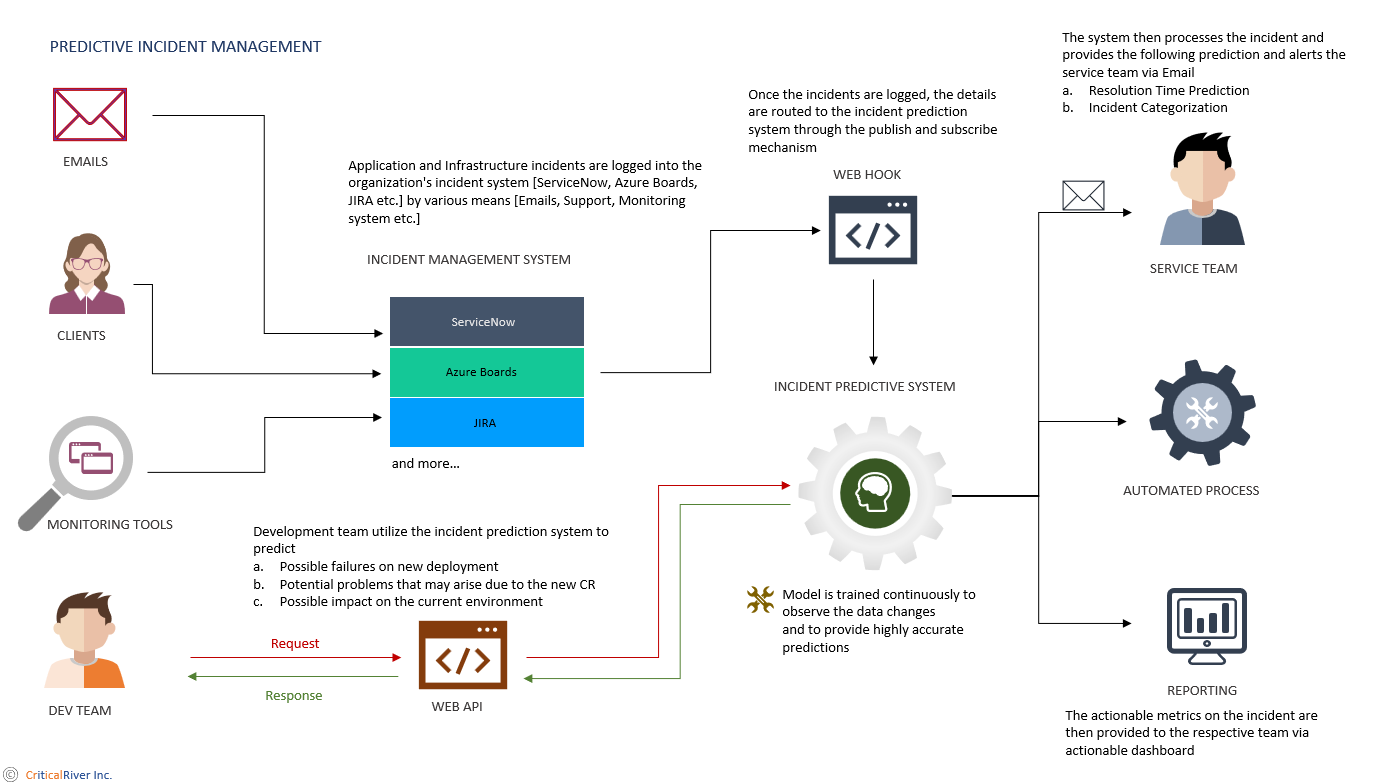 PREDICTIVE INCIDENT MANAGEMENT
EMAILS
CLIENTS
MONITORING TOOLS
Application and Infrastructure incidents are logged into the
organization's incident system [ServiceNow, Azure Boards,
JIRA etc.] by various means [Emails, Support, Monitoring
system etc.]
INCIDENT MANAGEMENT SYSTEM
ServiceNow
Azure Boards
JIRA
and more...
Once the incidents are logged, the details
are routed to the incident prediction
system through the publish and subscribe
mechanism
WEB HOOK
INCIDENT PREDICTIVE SYSTEM
Model is trained continuously to
observe the data changes
and to provide highly accurate
predictions
The system then processes the incident and
provides the following prediction and alerts the
service team via Email
a. Resolution Time Prediction
b. Incident Categorization
SERVICE TEAM
AUTOMATED PROCESS
REPORTING
The actionable metrics on the incident are
then provided to the respective team via
actionable dashboard
Development team utilize the incident prediction system to
predict
a. Possible failures on new deployment
b. Potential problems that may arise due to the new CR
c. Possible impact on the current environment
Request
Response
DEV TEAM
WEB API
© CriticalRiver Inc.